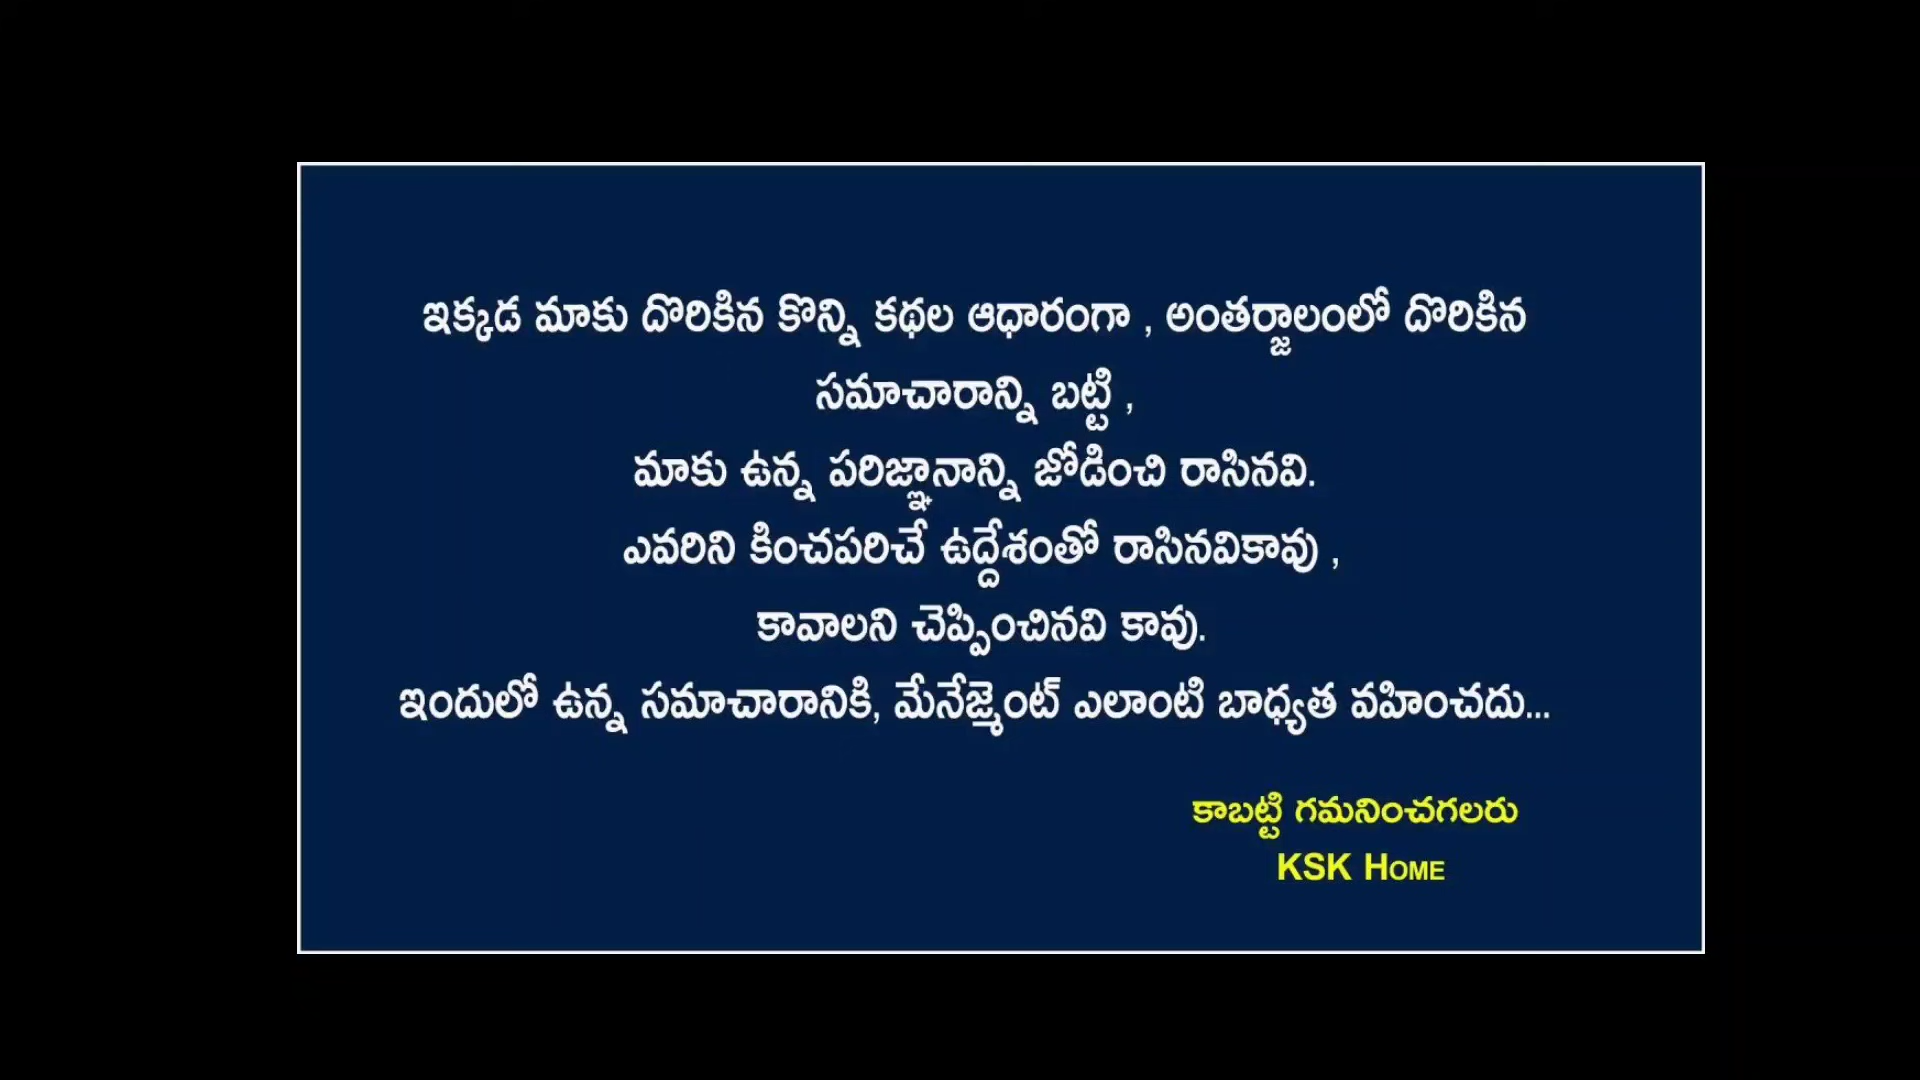 ఇక్కడ మాకు దొరికిన కొన్ని కథల ఆధారంగా , అంతర్జాలంలో దొరికిన
సమాచారాన్ని బట్టి ,
మాకు ఉన్న పరిజ్ఞానాన్ని జోడించి రాసినవి.
ఎవరిని కించపరిచే ఉద్దేశంతో రాసినవికావు ,
కావాలని చెప్పించినవి కావు.
ఇందులో ఉన్న సమాచారానికి, మేనేజ్మెంట్ ఎలాంటి బాధ్యత వహించదు...
కాబట్టి గమనించగలరు
KSK HOME